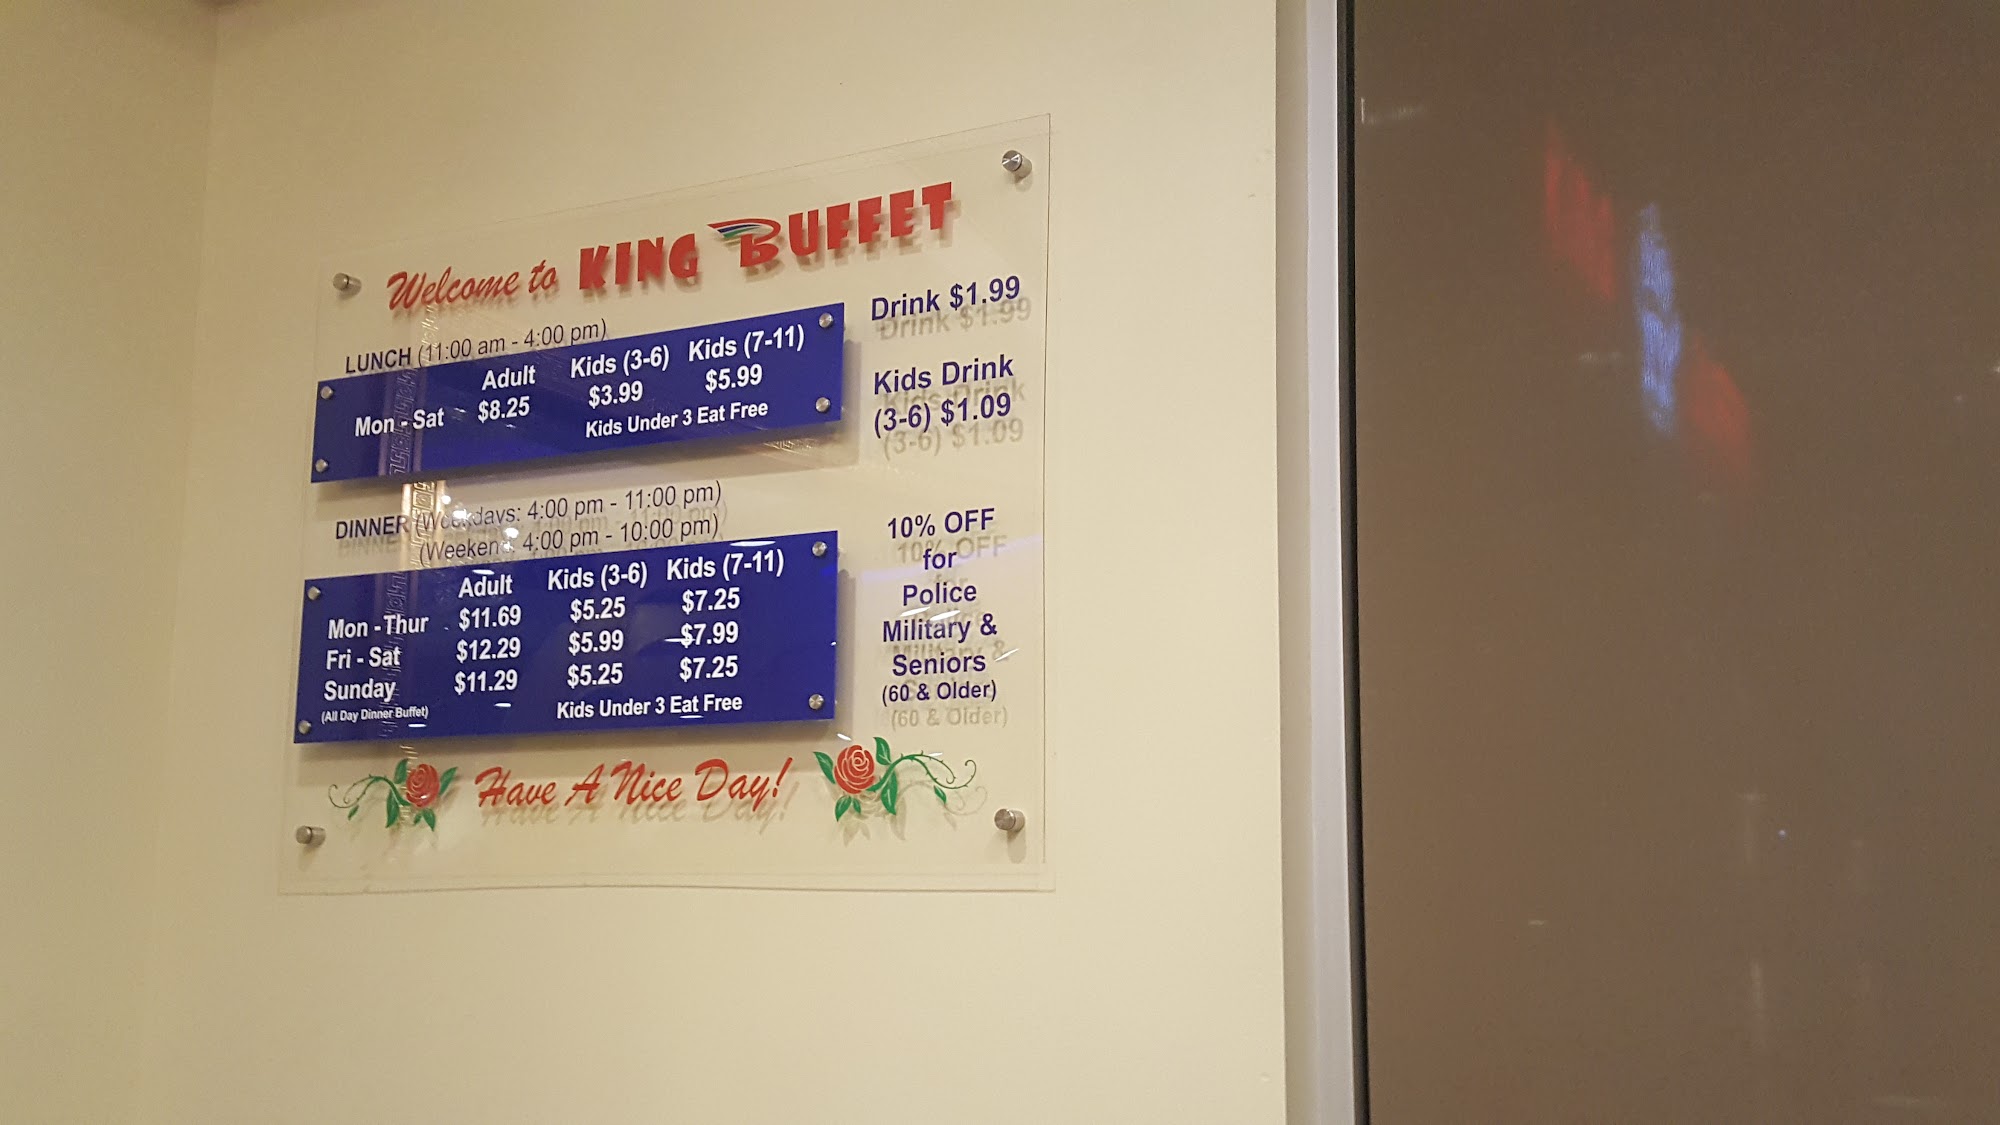 Welcome to KING BUFFET
LUNCH (11:00 am - 4:00 pm)
Adult Kids (3-6) Kids (7-11)
Mon - Sat $8.25 $3.99 $5.99
Kids Under 3 Eat Free
Drink $1.99
Kids Drink
(3-6) $1.09
DINNER (Weekdays: 4:00 pm - 11:00 pm)
(Weekend: 4:00 pm - 10:00 pm)
Adult Kids (3-6) Kids (7-11)
Mon - Thur $11.69 $5.25 $7.25
Fri - Sat $12.29 $5.99 $7.99
Sunday $11.29 $5.25 $7.25
(All Day Dinner Buffet)
Kids Under 3 Eat Free
10% OFF
for
Police
Military &
Seniors
(60 & Older)
Have A Nice Day!